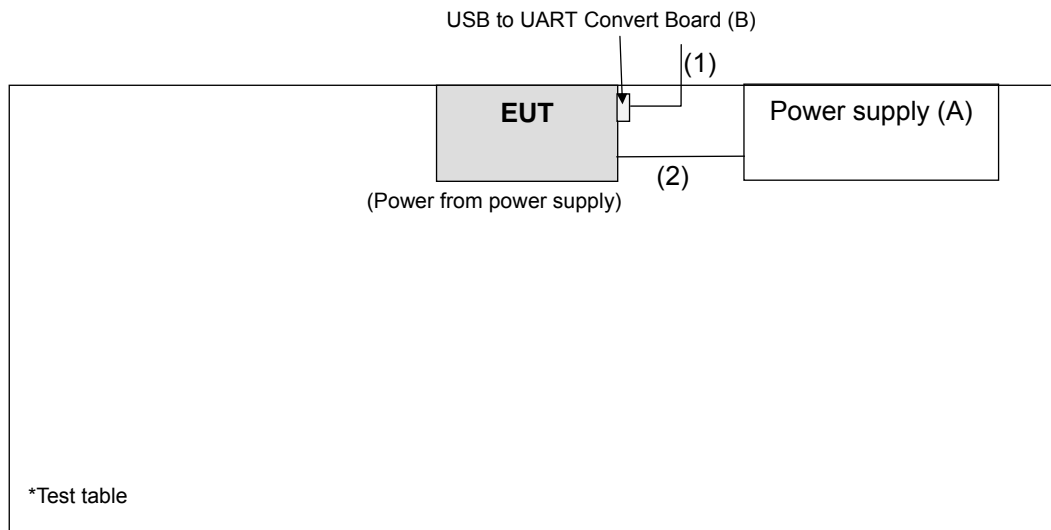 USB to UART Convert Board (B)
(1)
EUT
Power supply (A)
(2)
(Power from power supply)
*Test table